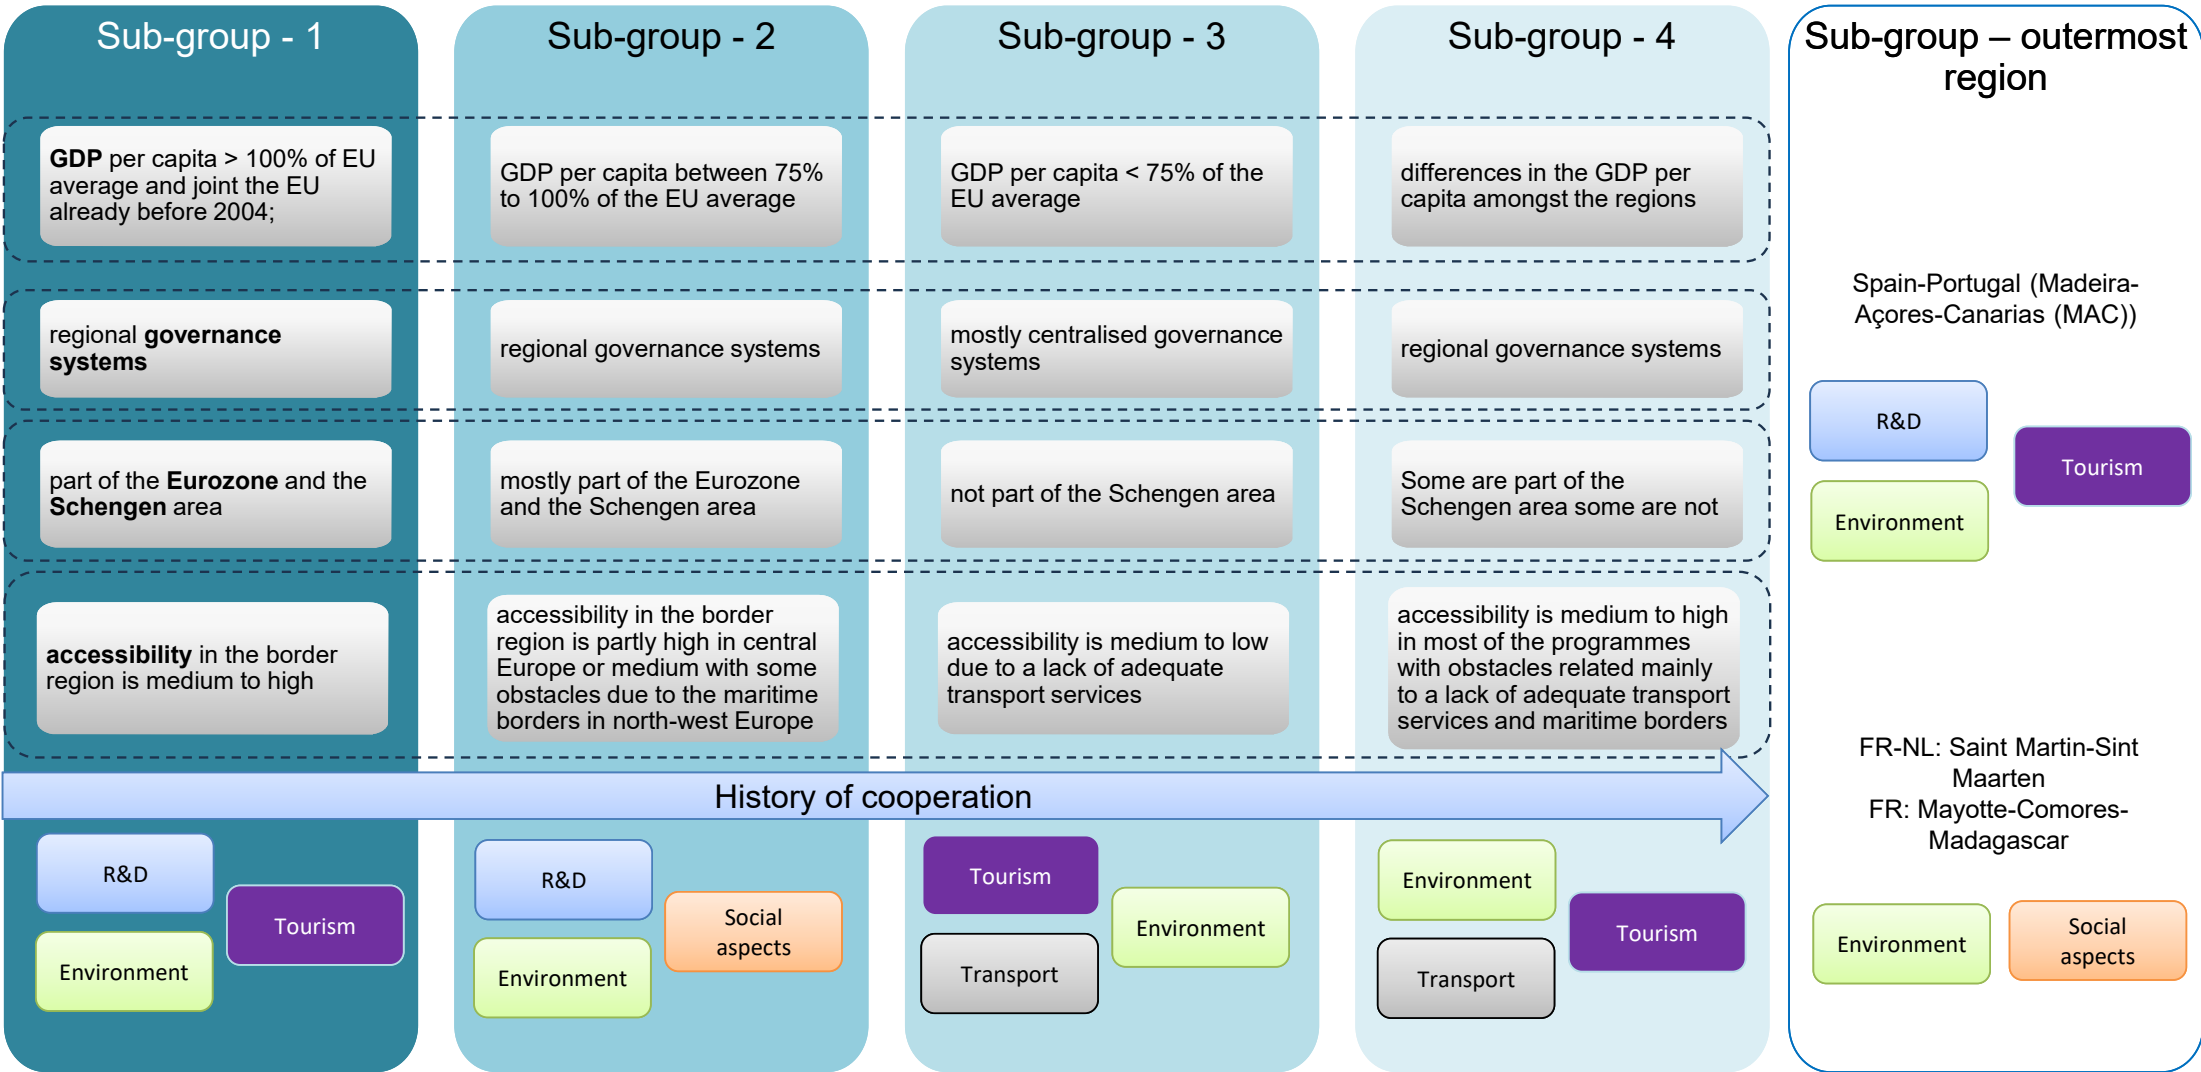 Sub-group - 1
GDP per capita > 100% of EU
average and joint the EU
already before 2004;
regional governance
systems
part of the Eurozone and the
Schengen area
accessibility in the border
region is medium to high
Sub-group - 2
GDP per capita between 75%
to 100% of the EU average
regional governance systems
mostly part of the Eurozone
and the Schengen area
accessibility in the border
region is partly high in central
Europe or medium with some
obstacles due to the maritime
borders in north-west Europe
Sub-group - 3
GDP per capita < 75% of the
EU average
mostly centralised governance
systems
not part of the Schengen area
accessibility is medium to low
due to a lack of adequate
transport services
Sub-group - 4
differences in the GDP per
capita amongst the regions
regional governance systems
Some are part of the
Schengen area some are not
accessibility is medium to high
in most of the programmes
with obstacles related mainly
to a lack of adequate transport
services and maritime borders
History of cooperation
R&D
Tourism
Environment
R&D
Social
aspects
Environment
Tourism
Environment
Transport
Environment
Tourism
Transport
Sub-group – outermost
region
Spain-Portugal (Madeira-
Açores-Canarias (MAC))
R&D
Tourism
Environment
FR-NL: Saint Martin-Sint
Maarten
FR: Mayotte-Comores-
Madagascar
Environment
Social
aspects